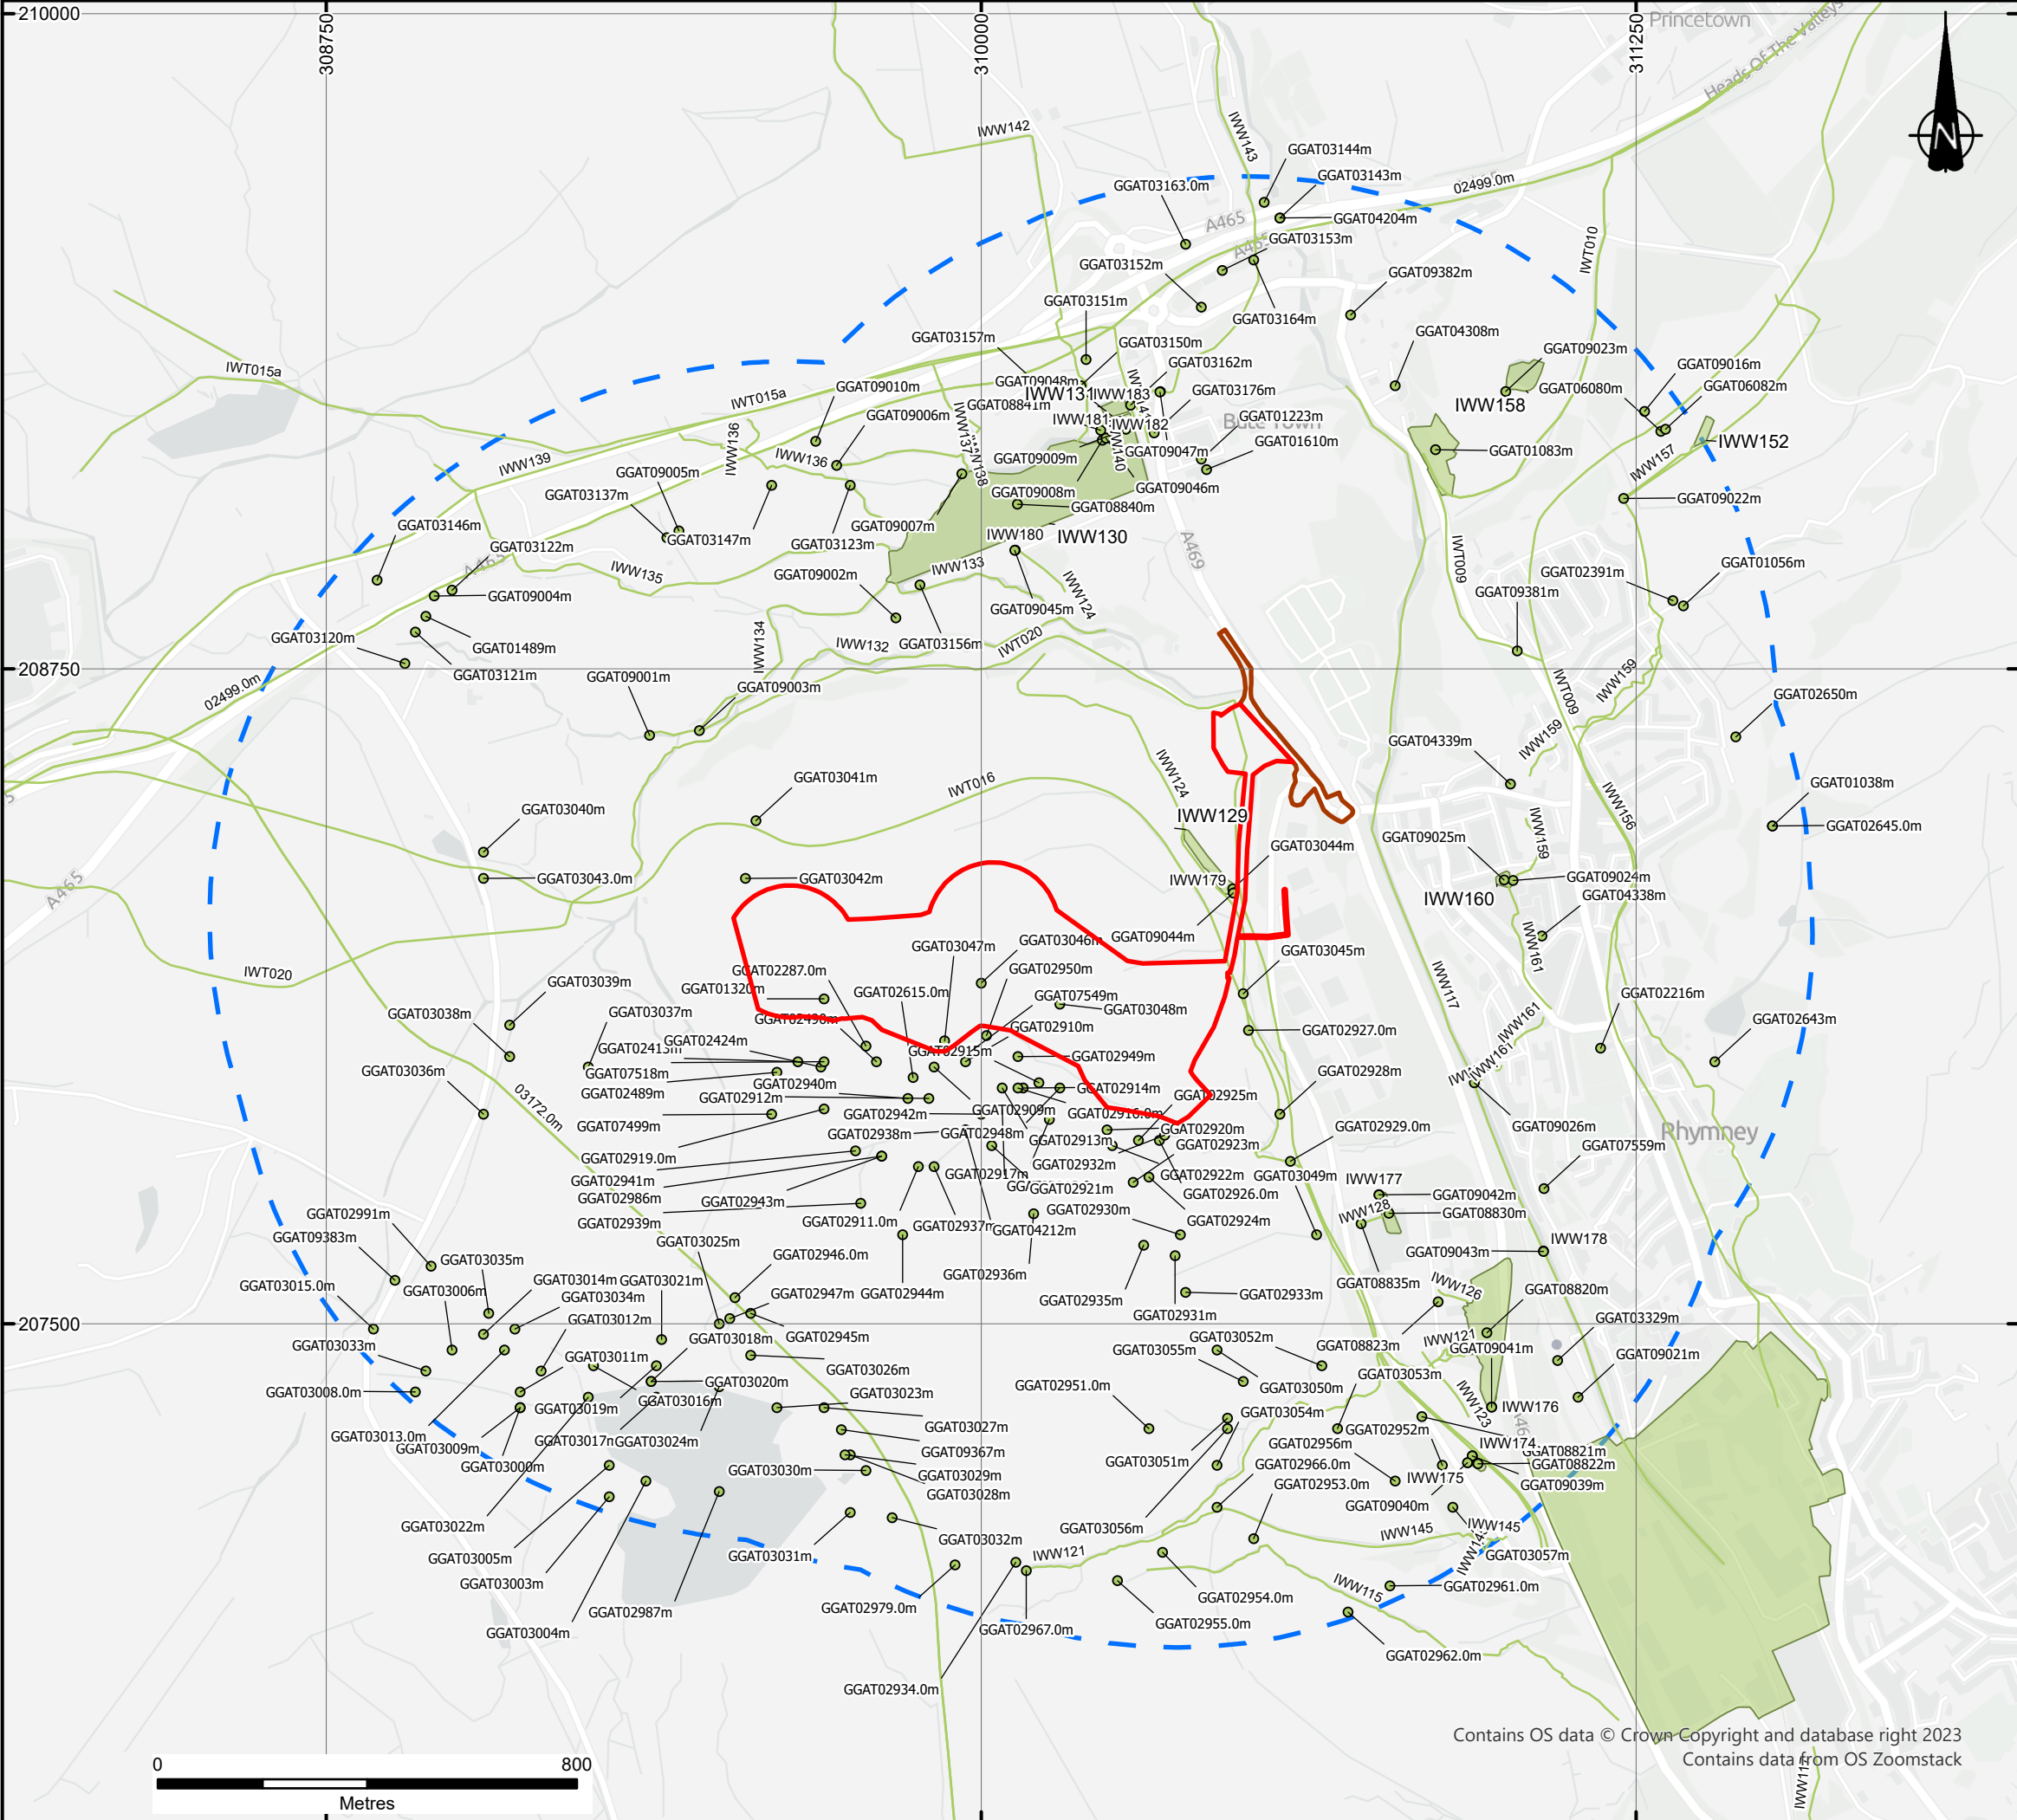 210000
308750
310000
311250
Princetown
Heads Of The Valleys
IWW142
IWW143
GGAT03144m
GGAT03143m
GGAT03163.0m
02499.0m
A465
GGAT04204m
GGAT03153m
A465
IWT010
GGAT03152m
GGAT09382m
GGAT03151m
GGAT03164m
GGAT04308m
GGAT03157m
GGAT03150m
GGAT09023m
IWT015a
GGAT03162m
GGAT09016m
GGAT09048m
GGAT09010m
IWW131
IWW183
GGAT03176m
GGAT06080m
GGAT06082m
IWT015a
GGAT08841m
IWW158
GGAT09006m
IWW181
IWW182
GGAT01223m
Bute Town
IWW136
IWW137
IWW138
IWW140
GGAT01610m
IWW152
IWW139
IWW136
GGAT09009m
GGAT09047m
GGAT01083m
IWW157
GGAT09005m
GGAT03137m
GGAT09008m
GGAT09046m
GGAT09022m
GGAT08840m
GGAT03146m
GGAT09007m
GGAT03147m
GGAT03123m
IWW180
IWW130
GGAT03122m
A465
A469
IWT009
IWW135
IWW133
GGAT09002m
IWW124
GGAT02391m
GGAT01056m
GGAT09004m
GGAT09381m
GGAT09045m
GGAT03120m
GGAT01489m
IWW134
IWW132
GGAT03156m
IWT020
208750
GGAT03121m
GGAT09001m
GGAT09003m
02499.0m
IWT009
IWW159
GGAT02650m
GGAT04339m
IWW159
GGAT03041m
IWT016
IWW124
GGAT01038m
GGAT03040m
IWW129
IWW156
GGAT02645.0m
GGAT09025m
IWW159
GGAT03044m
GGAT03043.0m
GGAT03042m
IWW179
GGAT09024m
A465
IWW160
GGAT04338m
GGAT03047m
GGAT03046m
GGAT09044m
GGAT03045m
IWW161
IWT020
GGAT02287.0m
GGAT02950m
IWW117
GGAT03039m
GGAT01320m
GGAT02615.0m
GGAT07549m
GGAT02216m
GGAT03038m
GGAT03037m
GGAT02490m
GGAT03048m
GGAT02910m
GGAT02927.0m
IWW161
GGAT02643m
GGAT02424m
GGAT02413m
GGAT02915m
GGAT02949m
IWW161
GGAT03036m
GGAT07518m
GGAT02940m
GGAT02914m
GGAT02928m
GGAT02489m
GGAT02912m
GGAT02925m
03172.0m
GGAT07499m
GGAT02942m
GGAT02909m
GGAT02916.0m
GGAT02929.0m
GGAT09026m
Rhymney
GGAT02938m
GGAT02948m
GGAT02920m
GGAT02913m
GGAT02923m
GGAT07559m
GGAT02919.0m
GGAT02932m
GGAT02941m
GGAT02917m
GGAT02922m
GGAT03049m
IWW177
GGAT02986m
GGAT02943m
GGAT02921m
GGAT02926.0m
GGAT09042m
GGAT02991m
GGAT02939m
GGAT02911.0m
GGAT02937m
GGAT02930m
GGAT02924m
IWW128
GGAT08830m
GGAT09383m
GGAT03025m
GGAT04212m
GGAT09043m
IWW178
GGAT03035m
GGAT02946.0m
GGAT02936m
GGAT08835m
GGAT03015.0m
GGAT03014m
GGAT03021m
IWW126
GGAT03006m
GGAT03034m
GGAT02947m
GGAT02944m
GGAT02935m
GGAT02933m
GGAT08820m
GGAT02931m
207500
GGAT03012m
GGAT03018m
GGAT02945m
GGAT03052m
GGAT08823m
IWW121
GGAT03329m
GGAT03033m
GGAT03011m
GGAT03055m
GGAT09041m
GGAT09021m
GGAT03026m
GGAT03053m
GGAT03008.0m
GGAT03020m
GGAT03023m
GGAT02951.0m
GGAT03050m
GGAT03016m
IWW123
IWW176
GGAT03019m
GGAT03054m
GGAT03013.0m
GGAT03009m
GGAT03017m
GGAT03024m
GGAT03027m
GGAT02952m
GGAT02956m
IWW174
GGAT08821m
GGAT03000m
GGAT03030m
GGAT09367m
GGAT03051m
GGAT02966.0m
GGAT08822m
GGAT03029m
IWW175
GGAT09039m
GGAT03028m
GGAT02953.0m
GGAT09040m
GGAT03022m
GGAT03056m
IWW145
IWW145
GGAT03032m
GGAT03005m
GGAT03031m
IWW121
GGAT03057m
GGAT03003m
IWW115
GGAT02961.0m
GGAT02987m
GGAT02979.0m
GGAT02954.0m
GGAT03004m
GGAT02967.0m
GGAT02955.0m
GGAT02962.0m
GGAT02934.0m
Contains OS data © Crown Copyright and database right 2023
Contains data from OS Zoomstack
0
800
Metres
N